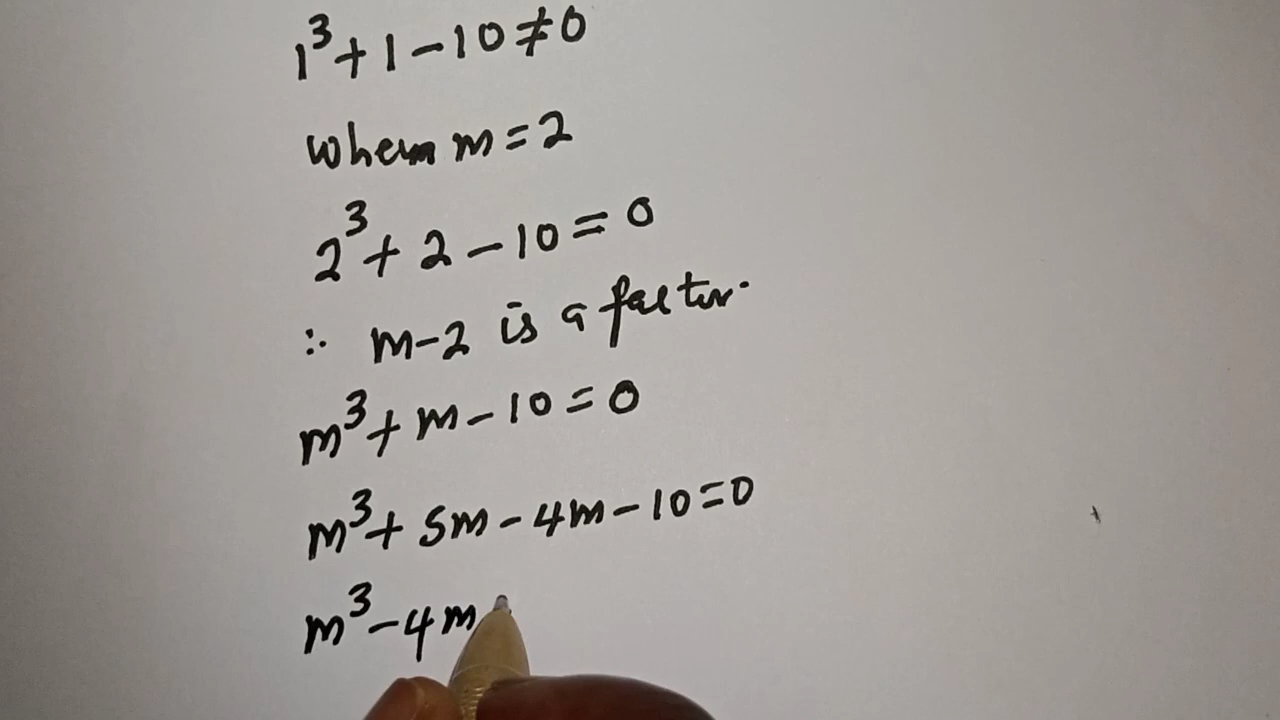 1³+1-10≠0
when m=2
2³+2-10=0
∴ m-2 is a factor.
m³+m-10=0
m³+5m-4m-10=0
m³-4m